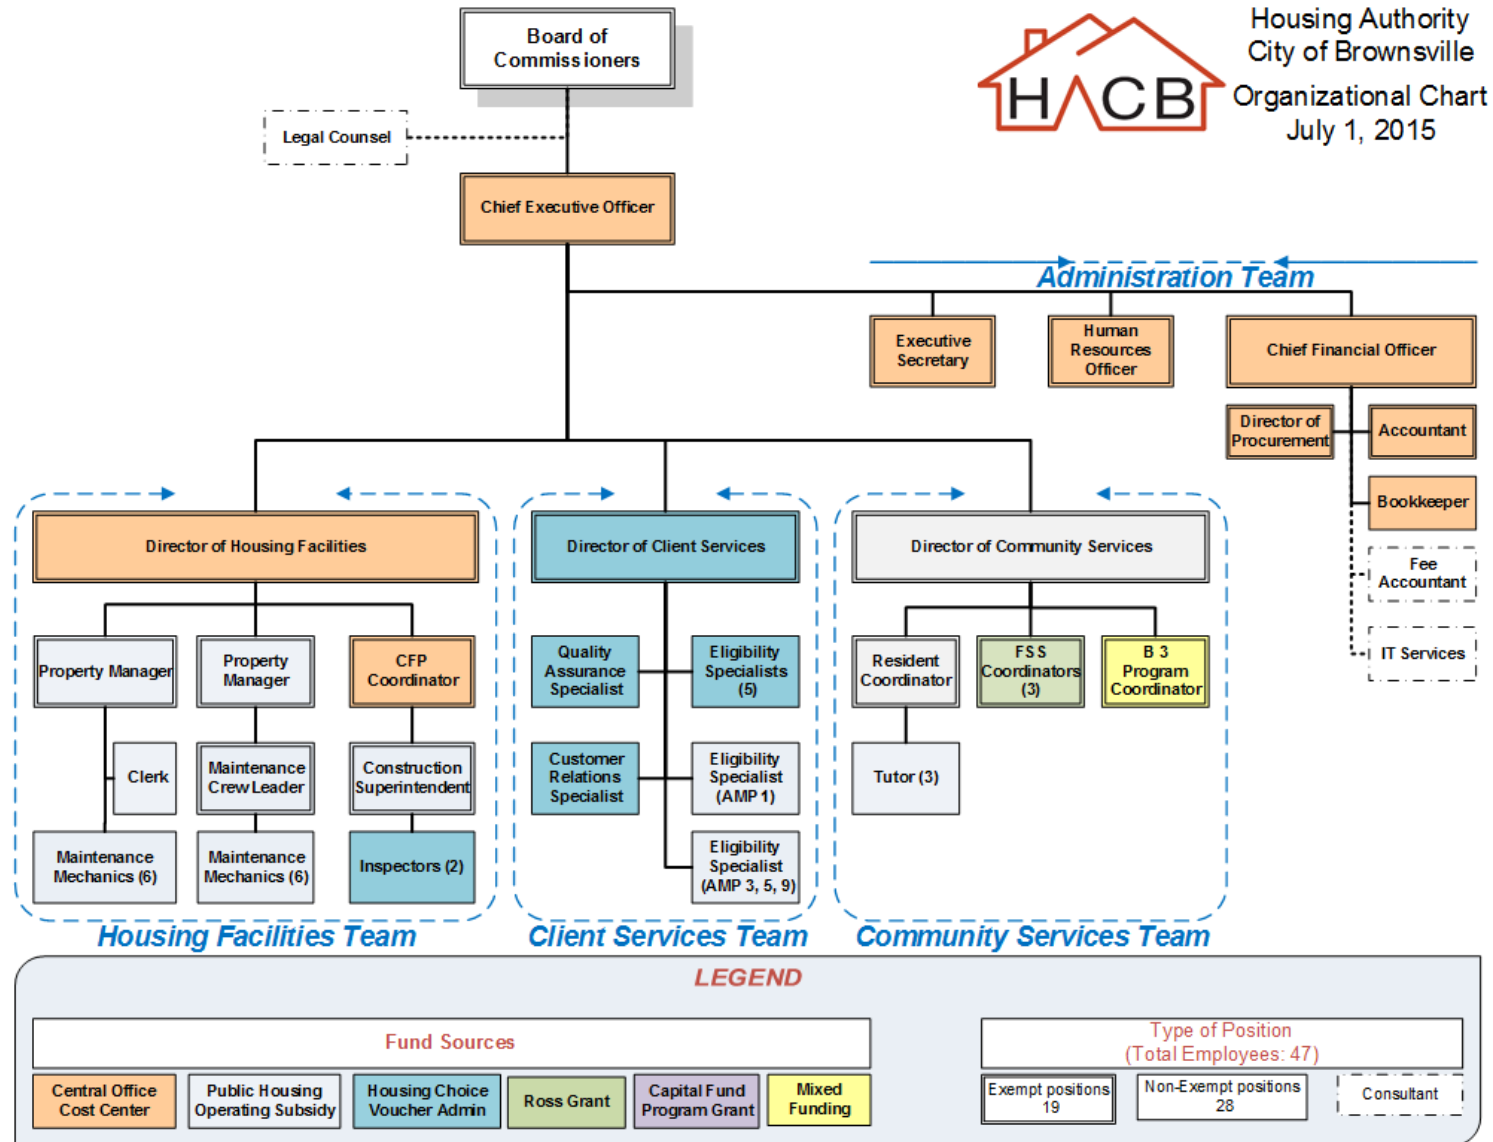 Board of
Commissioners
HACB
Housing Authority
City of Brownsville
Organizational Chart
July 1, 2015
Legal Counsel
Chief Executive Officer
Administration Team
Executive
Secretary
Human
Resources
Officer
Chief Financial Officer
Director of
Procurement
Accountant
Bookkeeper
Fee
Accountant
IT Services
Director of Housing Facilities
Director of Client Services
Director of Community Services
Property Manager
Property
Manager
CFP
Coordinator
Clerk
Maintenance
Crew Leader
Construction
Superintendent
Maintenance
Mechanics (6)
Maintenance
Mechanics (6)
Inspectors (2)
Quality
Assurance
Specialist
Eligibility
Specialists
(5)
Customer
Relations
Specialist
Eligibility
Specialist
(AMP 1)
Eligibility
Specialist
(AMP 3, 5, 9)
Resident
Coordinator
FSS
Coordinators
(3)
B 3
Program
Coordinator
Tutor (3)
Housing Facilities Team
Client Services Team
Community Services Team
LEGEND
Fund Sources
Central Office
Cost Center
Public Housing
Operating Subsidy
Housing Choice
Voucher Admin
Ross Grant
Capital Fund
Program Grant
Mixed
Funding
Type of Position
(Total Employees: 47)
Exempt positions
19
Non-Exempt positions
28
Consultant